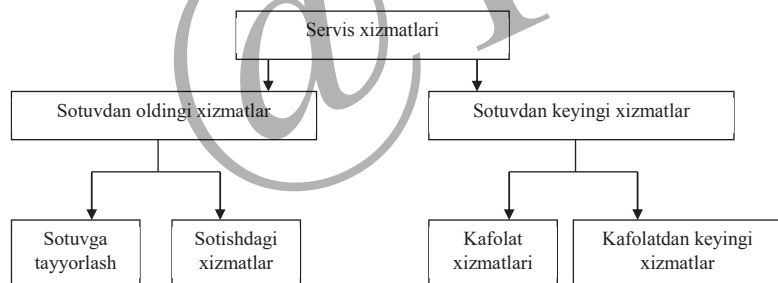 Servis xizmatlari
Sotuvdan oldingi xizmatlar
Sotuvdan keyingi xizmatlar
Sotuvga
tayyorlash
Sotishdagi
xizmatlar
Kafolat
xizmatlari
Kafolatdan keyingi
xizmatlar